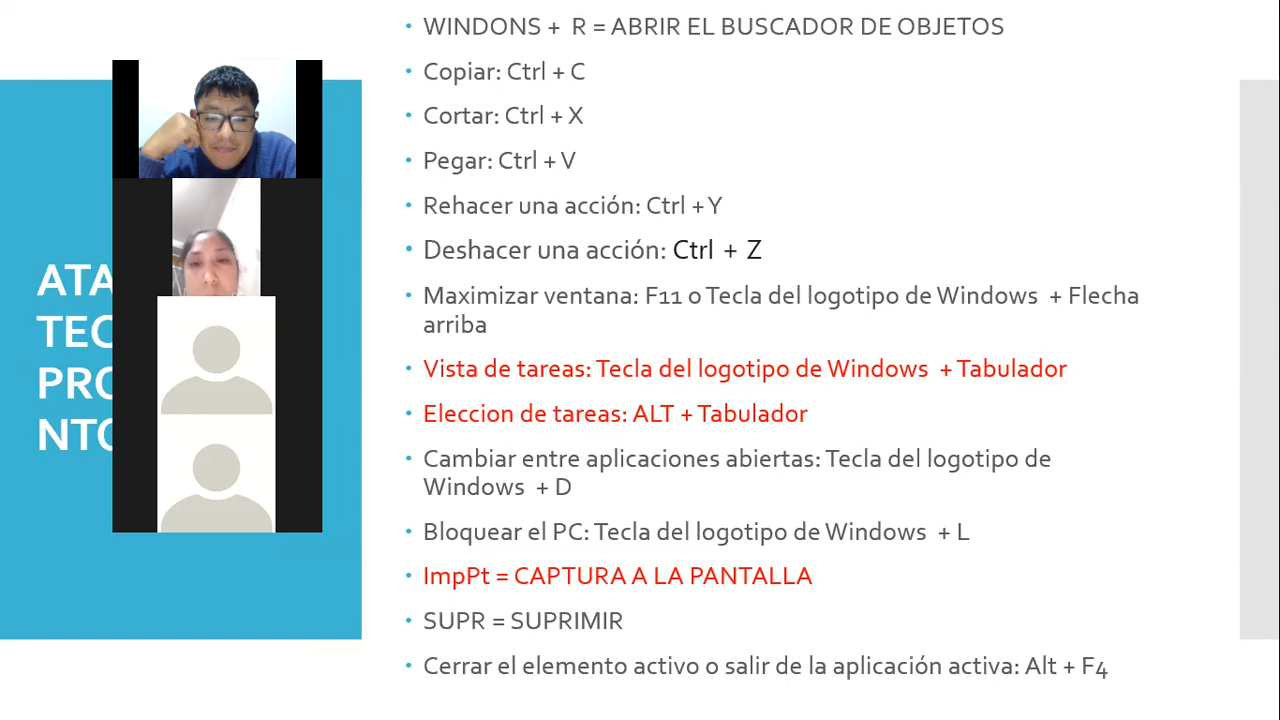 WINDONS + R = ABRIR EL BUSCADOR DE OBJETOS
Copiar: Ctrl + C
Cortar: Ctrl + X
Pegar: Ctrl + V
Rehacer una acción: Ctrl + Y
Deshacer una acción: Ctrl + Z
Maximizar ventana: F11 o Tecla del logotipo de Windows + Flecha
arriba
Vista de tareas: Tecla del logotipo de Windows + Tabulador
Eleccion de tareas: ALT + Tabulador
Cambiar entre aplicaciones abiertas: Tecla del logotipo de
Windows + D
Bloquear el PC: Tecla del logotipo de Windows + L
ImpPt = CAPTURA A LA PANTALLA
SUPR = SUPRIMIR
Cerrar el elemento activo o salir de la aplicación activa: Alt + F4